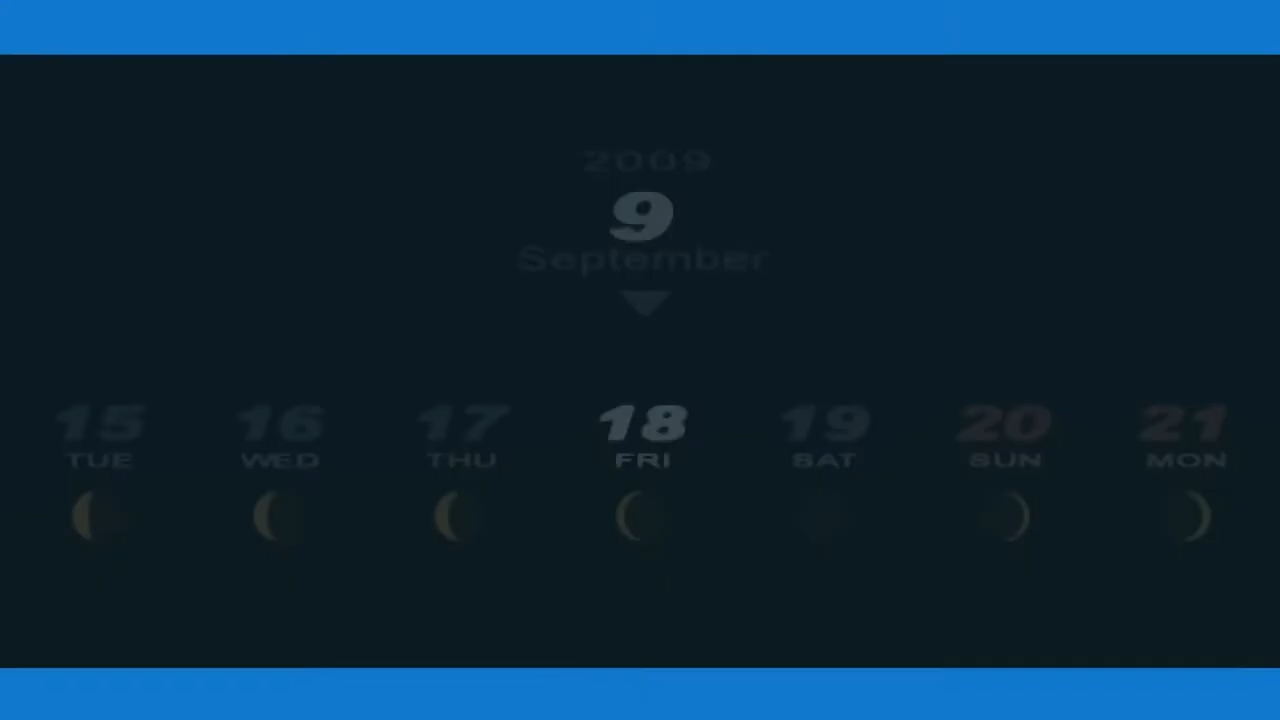 2009
9
September
15 16 17 18 19 20 21
TUE WED THU FRI SAT SUN MON